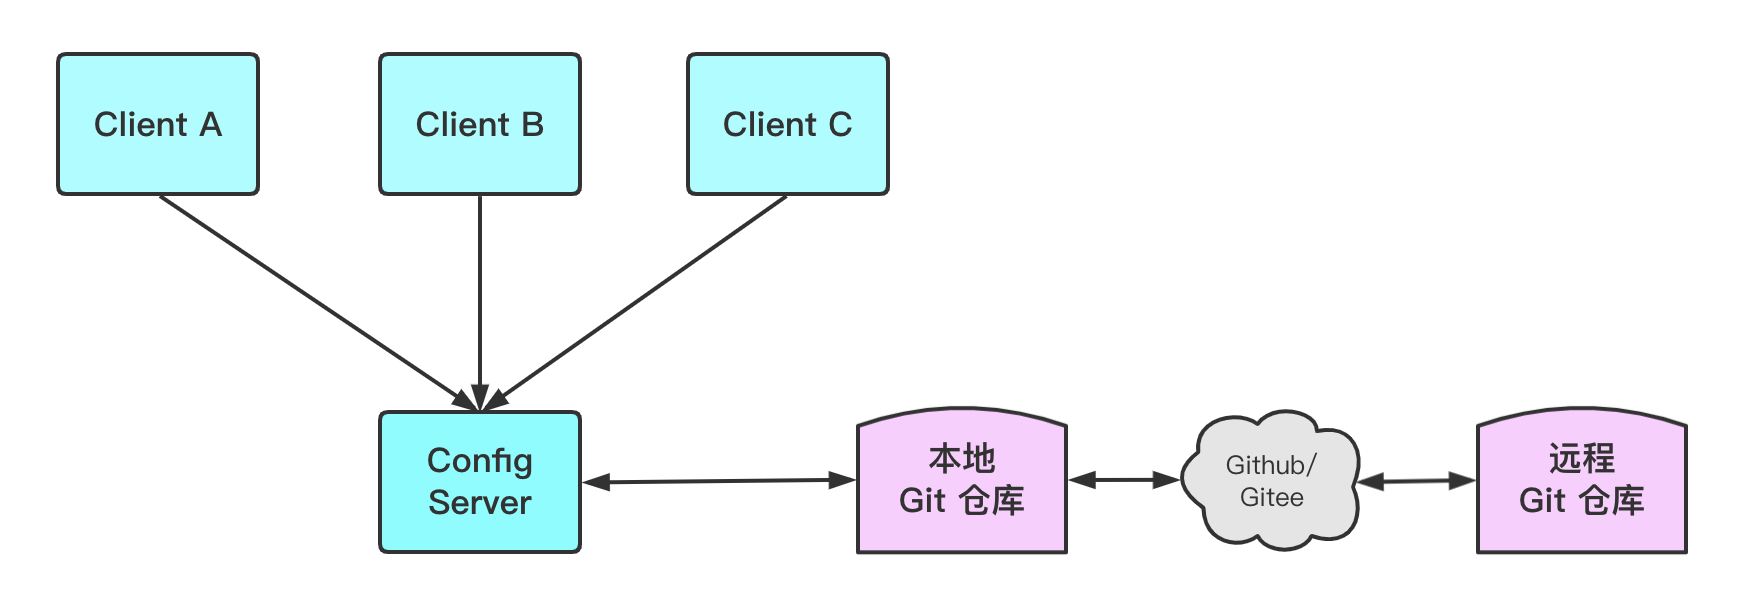 Client A
Client B
Client C
Config
Server
本地
Git 仓库
Github/
Gitee
远程
Git 仓库